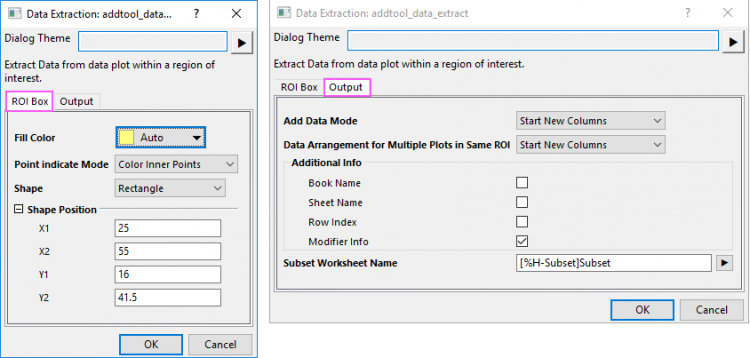 Data Extraction: addtool_data... ? ×
Dialog Theme
Extract Data from data plot within a region of
interest.
ROI Box Output
Fill Color Auto
Point indicate Mode Color Inner Points
Shape Rectangle
Shape Position
X1 25
X2 55
Y1 16
Y2 41.5
OK Cancel
Data Extraction: addtool_data_extract ? ×
Dialog Theme
Extract Data from data plot within a region of interest.
ROI Box Output
Add Data Mode Start New Columns
Data Arrangement for Multiple Plots in Same ROI Start New Columns
Additional Info
Book Name
Sheet Name
Row Index
Modifier Info
Subset Worksheet Name [%H-Subset]Subset
OK Cancel